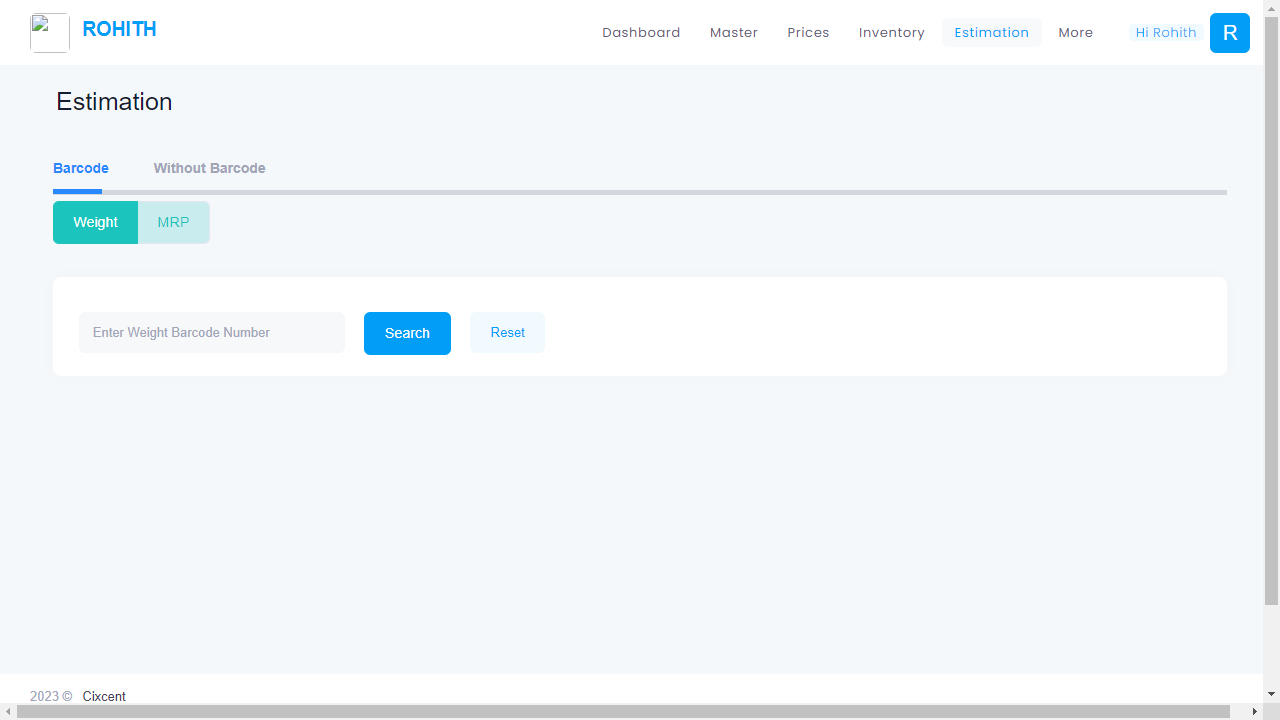 ROHITH
Dashboard Master Prices Inventory Estimation More Hi Rohith R
Estimation
Barcode Without Barcode
Weight MRP
Enter Weight Barcode Number Search Reset
2023 © Cixcent